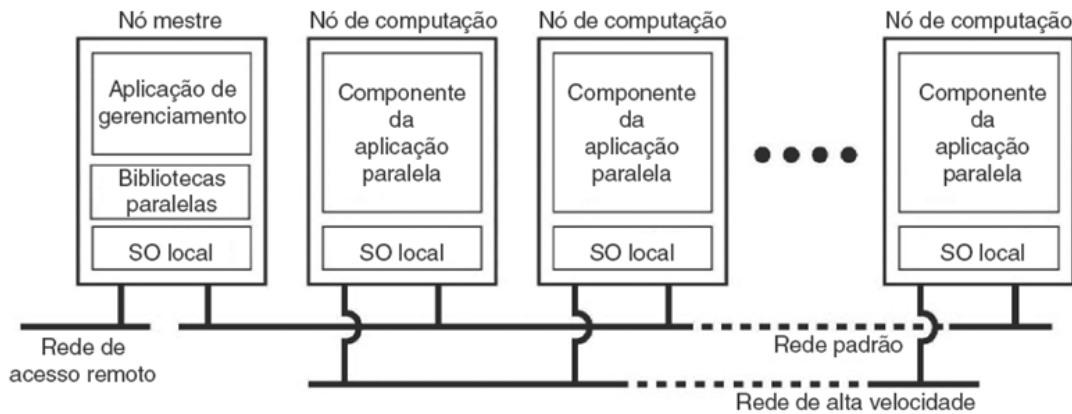 Nó mestre
Nó de computação
Nó de computação
Nó de computação
Aplicação de
gerenciamento
Bibliotecas
paralelas
SO local
Componente
da
aplicação
paralela
SO local
Componente
da
aplicação
paralela
SO local
Componente
da
aplicação
paralela
SO local
Rede de
acesso remoto
Rede padrão
Rede de alta velocidade